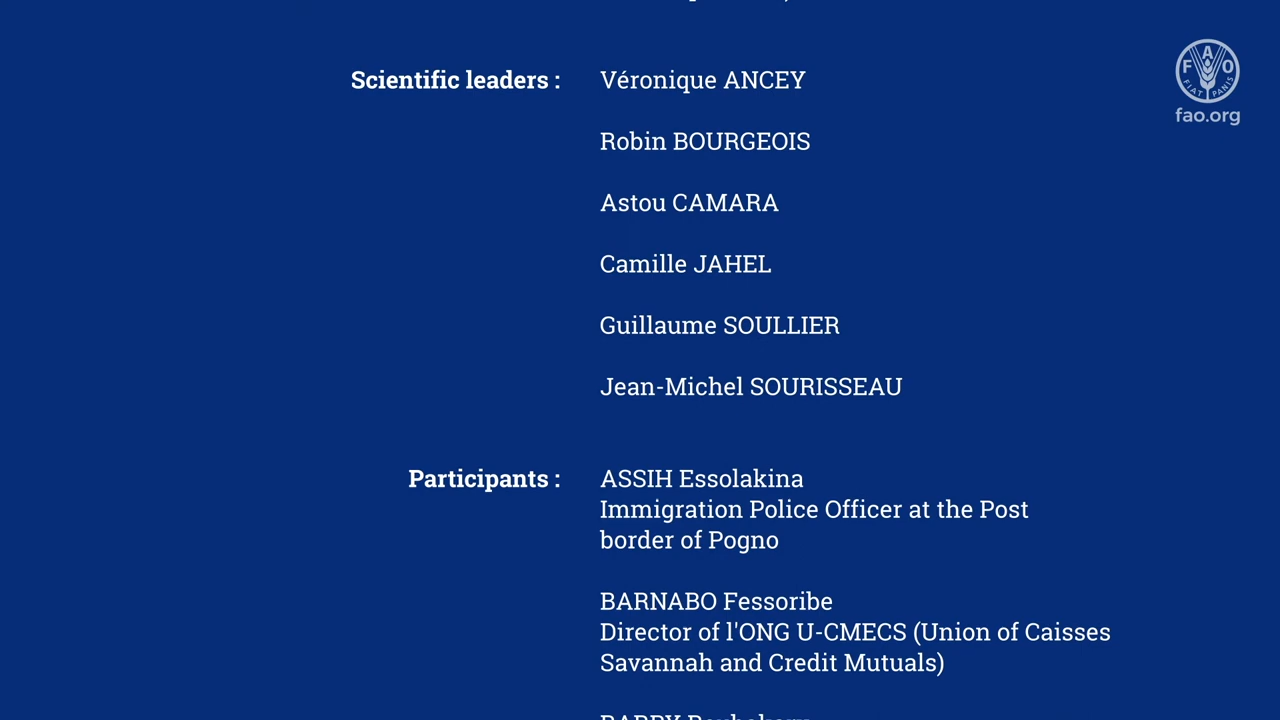 Scientific leaders : Véronique ANCEY
Robin BOURGEOIS
Astou CAMARA
Camille JAHEL
Guillaume SOULLIER
Jean-Michel SOURISSEAU
Participants : ASSIH Essolakina
Immigration Police Officer at the Post
border of Pogno
BARNABO Fessoribe
Director of l'ONG U-CMECS (Union of Caisses
Savannah and Credit Mutuals)
F A O
FIAT PANIS
fao.org